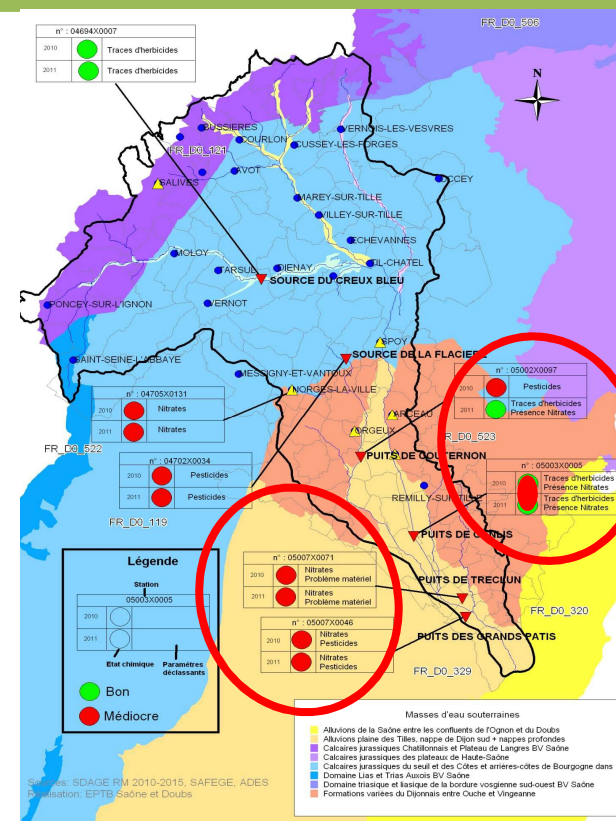 FR_D0_506
n° : 04694X0007
2010 Traces d'herbicides
2011 Traces d'herbicides
N
BUSSIERES
COURLON
VERNOIS-LES-VESVRES
CUSSEY-LES-FORGES
FR_D0_121
AVOT
SALIVES
OCCEY
MAREY-SUR-TILLE
VILLEY-SUR-TILLE
ECHEVANNES
MOLOY
TARSUL
DIENAY
TIL-CHATEL
SOURCE DU CREUX BLEU
PONCEY-SUR-L'IGNON
VERNOT
SPOY
SAINT-SEINE-L'ABBAYE
SOURCE DE LA FLACIERE
MESSIGNY-ET-VANTOUX
NORGES-LA-VILLE
n° : 05002X0097
2010 Pesticides
2011 Traces d'herbicides
Présence Nitrates
n° : 04705X0131
2010 Nitrates
2011 Nitrates
ARCEAU
ORGEUX
FR_D0_523
FR_D0_522
PUITS DE COUTERNON
n° : 04702X0034
2010 Pesticides
2011 Pesticides
n° : 05003X0005
2010 Traces d'herbicides
Présence Nitrates
2011 Traces d'herbicides
Présence Nitrates
REMILLY-SUR-TILLE
FR_D0_119
PUITS DE GENLIS
n° : 05007X0071
2010 Nitrates
Problème matériel
2011 Nitrates
Problème matériel
PUITS DE TRECLUN
n° : 05007X0046
2010 Nitrates
Pesticides
2011 Nitrates
Pesticides
FR_D0_320
PUITS DES GRANDS PATIS
FR_D0_329
Légende
Station
05003X0005
2010
2011
Etat chimique
Paramétres
déclassants
Bon
Médiocre
Masses d'eau souterraines
Alluvions de la Saône entre les confluents de l'Ognon et du Doubs
Alluvions plaine des Tilles, nappe de Dijon sud + nappes profondes
Calcaires jurassiques Chatillonnais et Plateau de Langres BV Saône
Calcaires jurassiques des plateaux de Haute-Saône
Calcaires jurassiques du seuil et des Côtes et arrières-côtes de Bourgogne dans
Domaine Lias et Trias Auxois BV Saône
Domaine triasique et liasique de la bordure vosgienne sud-ouest BV Saône
Formations variées du Dijonnais entre Ouche et Vingeanne
Sources: SDAGE RM 2010-2015, SAFEGE, ADES
Réalisation: EPTB Saône et Doubs